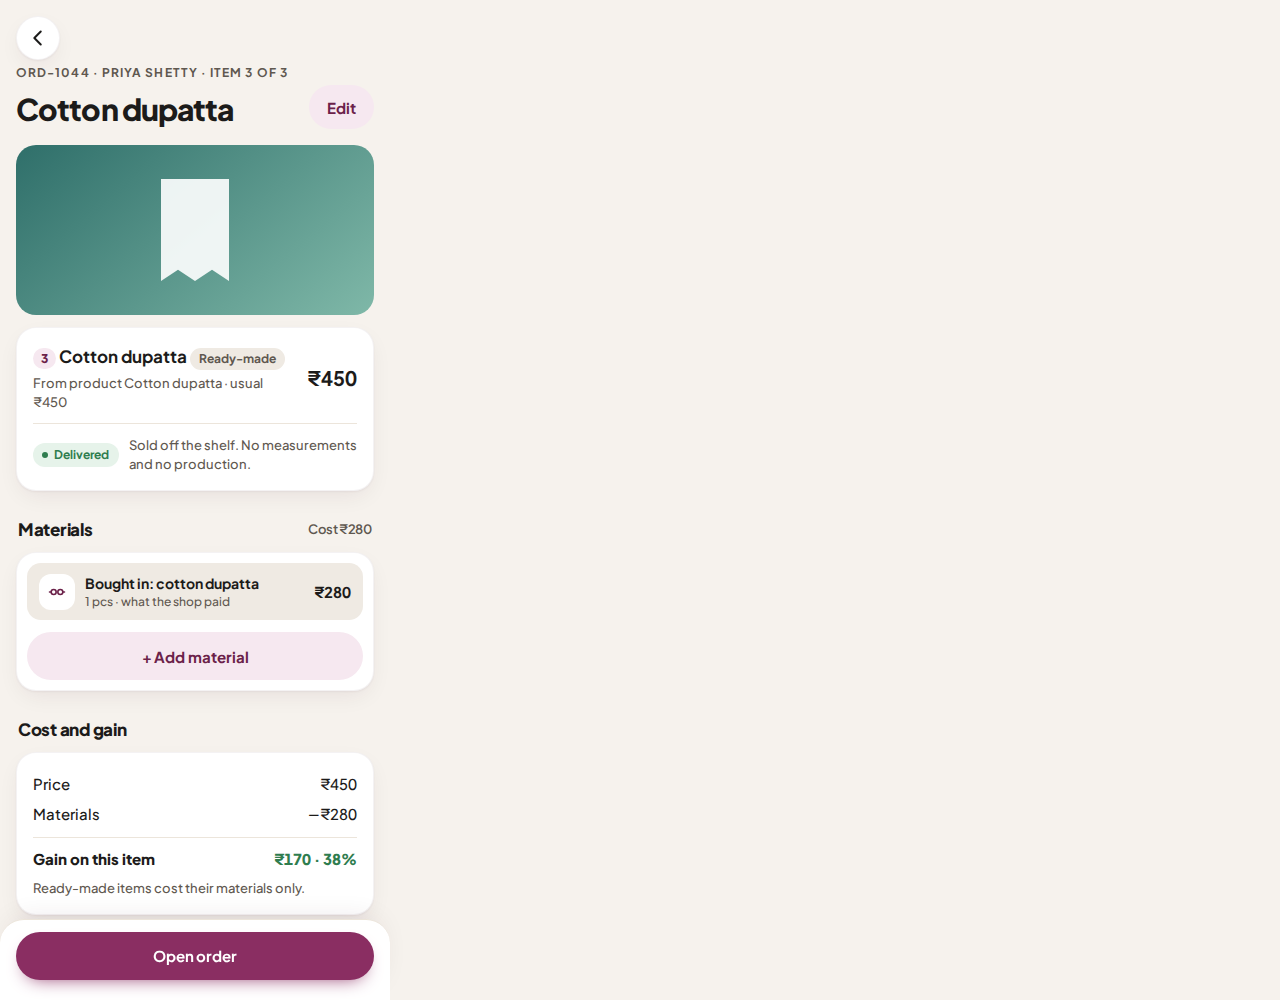 ORD-1044 · PRIYA SHETTY · ITEM 3 OF 3
Cotton dupatta
Edit
3 Cotton dupatta Ready-made
From product Cotton dupatta · usual
₹450
₹450
Delivered
Sold off the shelf. No measurements
and no production.
Materials
Cost ₹280
Bought in: cotton dupatta
1 pcs · what the shop paid
₹280
+ Add material
Cost and gain
Price ₹450
Materials –₹280
Gain on this item ₹170 · 38%
Ready-made items cost their materials only.
Open order